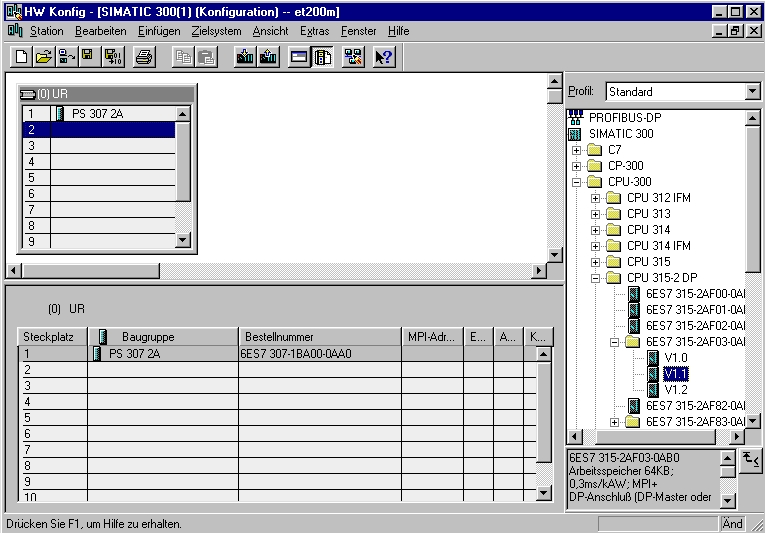 HW Konfig - [SIMATIC 300(1) (Konfiguration) -- et200m]
Station Bearbeiten Einfügen Zielsystem Ansicht Extras Fenster Hilfe
(0) UR
1 PS 307 2A
2
3
4
5
6
7
8
9
Profil: Standard
PROFIBUS-DP
SIMATIC 300
C7
CP-300
CPU-300
CPU 312 IFM
CPU 313
CPU 314
CPU 314 IFM
CPU 315
CPU 315-2 DP
6ES7 315-2AF00-0AI
6ES7 315-2AF01-0AI
6ES7 315-2AF02-0AI
6ES7 315-2AF03-0AI
V1.0
V1.1
V1.2
6ES7 315-2AF82-0AI
6ES7 315-2AF83-0AI
(0) UR
Steckplatz Baugruppe Bestellnummer MPI-Adr... E... A... K...
1 PS 307 2A 6ES7 307-1BA00-0AA0
2
3
4
5
6
7
8
9
10
6ES7 315-2AF03-0AB0
Arbeitsspeicher 64KB;
0,3ms/kAW; MPI+
DP-Anschluß (DP-Master oder
Drücken Sie F1, um Hilfe zu erhalten.
Änd